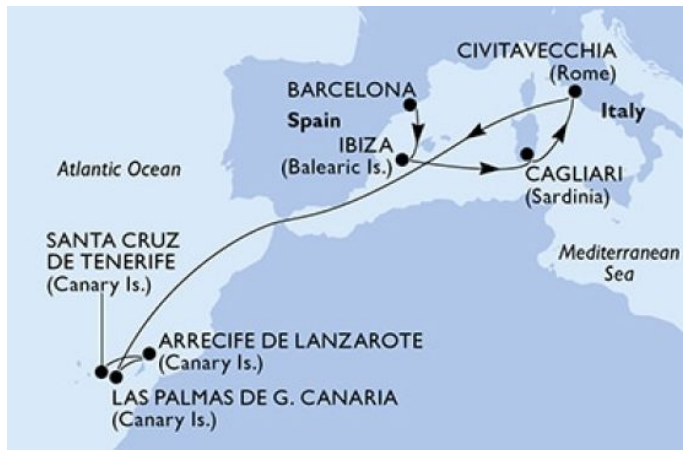 CIVITAVECCHIA
(Rome)
BARCELONA
Spain
Italy
IBIZA
(Balearic Is.)
Atlantic Ocean
CAGLIARI
(Sardinia)
SANTA CRUZ
DE TENERIFE
(Canary Is.)
Mediterranean
Sea
ARRECIFE DE LANZAROTE
(Canary Is.)
LAS PALMAS DE G. CANARIA
(Canary Is.)